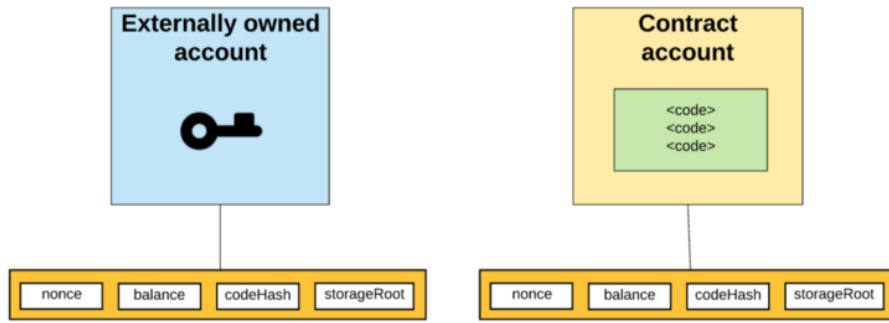 Externally owned
account
Contract
account
<code>
<code>
<code>
nonce balance codeHash storageRoot
nonce balance codeHash storageRoot